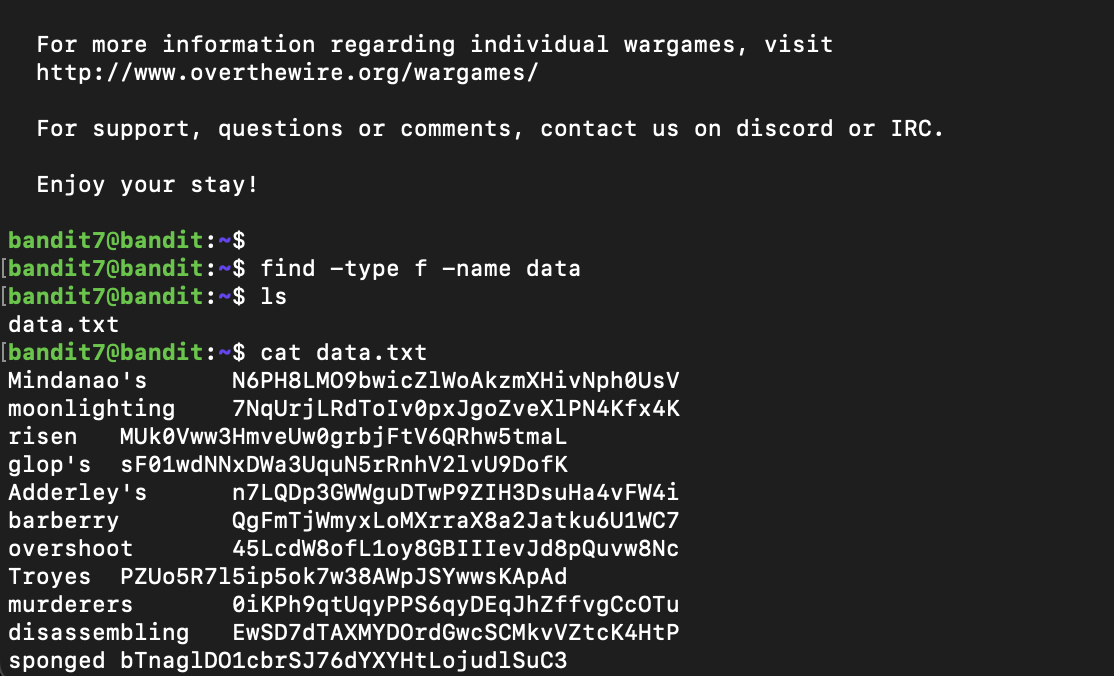 For more information regarding individual wargames, visit
http://www.overthewire.org/wargames/
For support, questions or comments, contact us on discord or IRC.
Enjoy your stay!
bandit7@bandit:~$
[bandit7@bandit:~$ find -type f -name data
[bandit7@bandit:~$ ls
data.txt
[bandit7@bandit:~$ cat data.txt
Mindanao's N6PH8LMO9bwicZlWoAkzmXHivNph0UsV
moonlighting 7NqUrjLRdToIv0pxJgoZveXlPN4Kfx4K
risen MUk0Vww3HmveUw0grbjFtV6QRhw5tmaL
glop's sF01wdNNxDWa3UquN5rRnhV2lvU9DofK
Adderley's n7LQDp3GWWguDTwP9ZIH3DsuHa4vFW4i
barberry QgFmTjWmyxLoMXrraX8a2Jatku6U1WC7
overshoot 45LcdW8ofL1oy8GBIIIevJd8pQuvw8Nc
Troyes PZUo5R7l5ip5ok7w38AWpJSYwwsKApAd
murderers 0iKPh9qtUqyPPS6qyDEqJhZffvgCcOTu
disassembling EwSD7dTAXMYDOrdGwcSCMkvVZtcK4HtP
sponged bTnaglDO1cbrSJ76dYXYHtLojudlSuC3